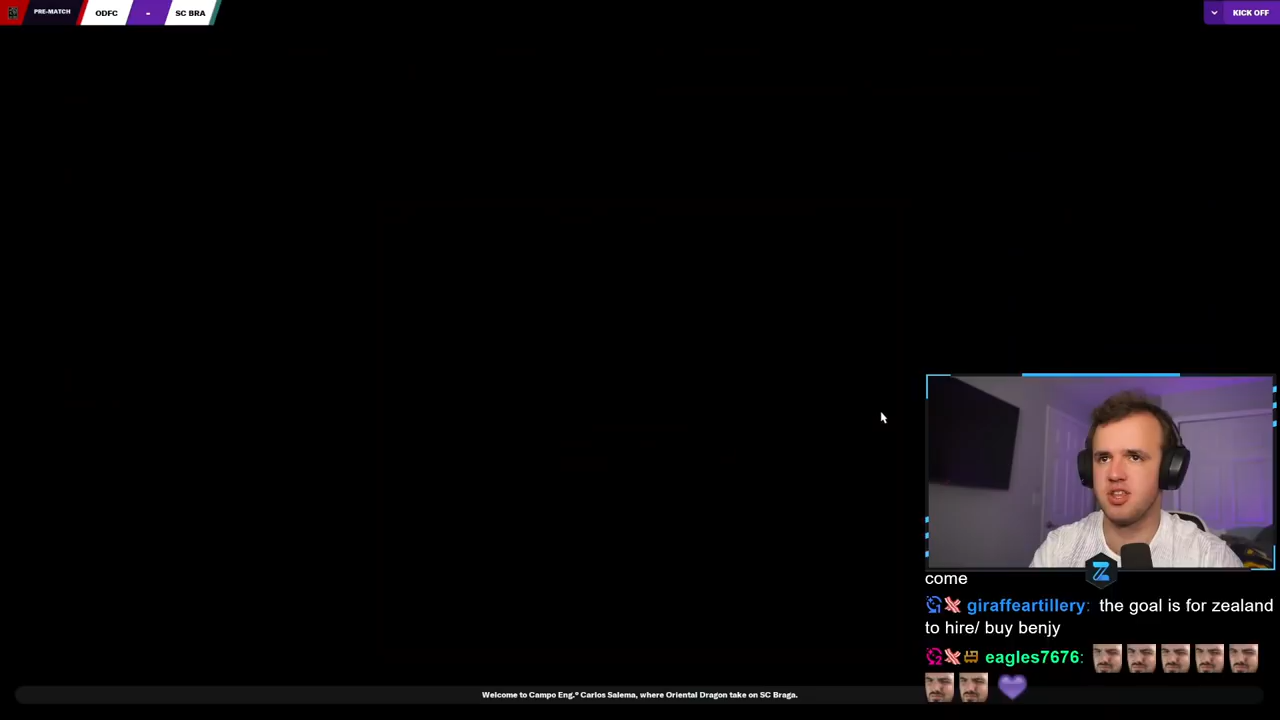 PRE-MATCH ODFC - SC BRA KICK OFF
come
giraffeartillery: the goal is for zealand
to hire/ buy benjy
eagles7676:
Welcome to Campo Eng.º Carlos Salema, where Oriental Dragon take on SC Braga.